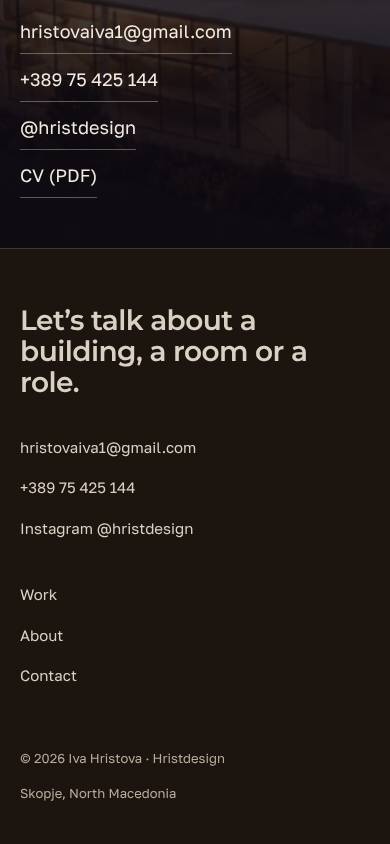 hristovaiva1@gmail.com
+389 75 425 144
@hristdesign
CV (PDF)
Let’s talk about a
building, a room or a
role.
hristovaiva1@gmail.com
+389 75 425 144
Instagram @hristdesign
Work
About
Contact
© 2026 Iva Hristova · Hristdesign
Skopje, North Macedonia